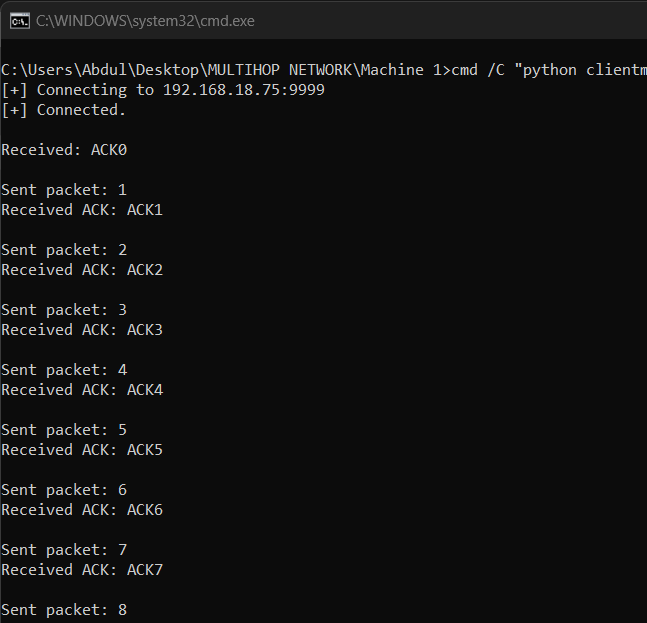 C:\WINDOWS\system32\cmd.exe
C:\Users\Abdul\Desktop\MULTIHOP NETWORK\Machine 1>cmd /C "python clientm
[+] Connecting to 192.168.18.75:9999
[+] Connected.
Received: ACK0
Sent packet: 1
Received ACK: ACK1
Sent packet: 2
Received ACK: ACK2
Sent packet: 3
Received ACK: ACK3
Sent packet: 4
Received ACK: ACK4
Sent packet: 5
Received ACK: ACK5
Sent packet: 6
Received ACK: ACK6
Sent packet: 7
Received ACK: ACK7
Sent packet: 8